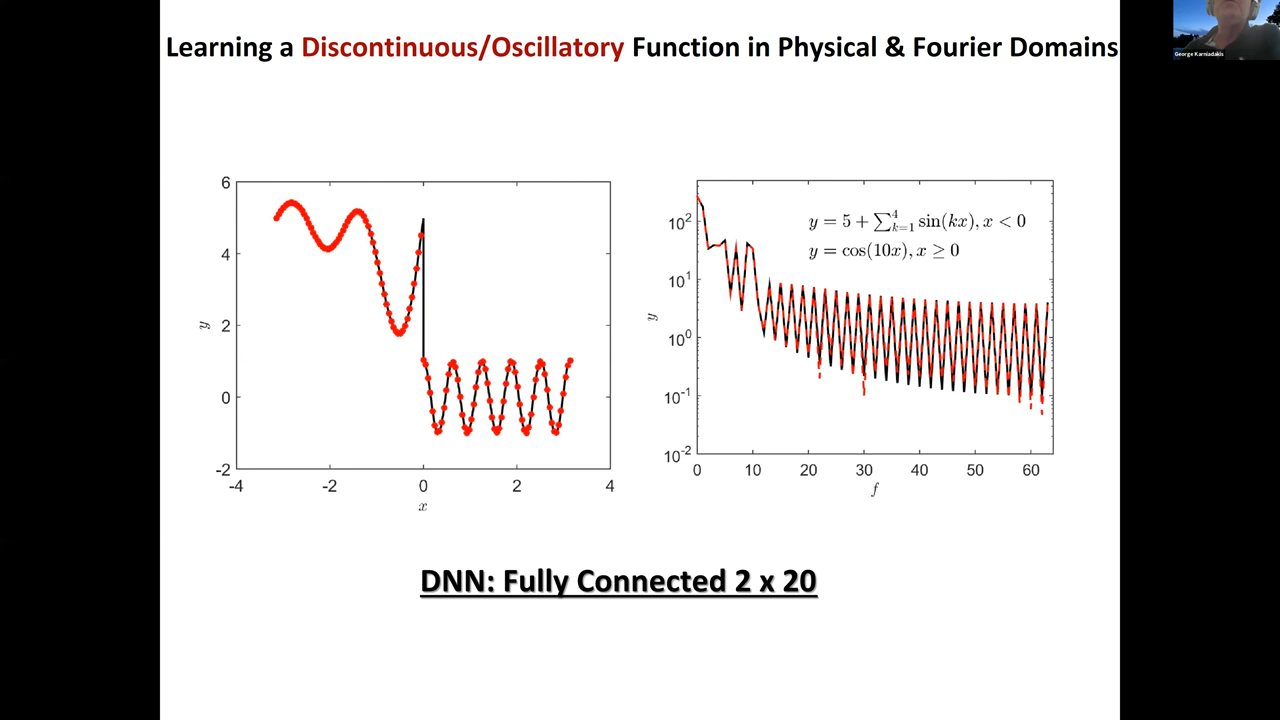 Learning a Discontinuous/Oscillatory Function in Physical & Fourier Domains
George Karniadakis
6
4
2
0
-2
y
-4
-2
0
2
4
x
10²
10¹
10⁰
10⁻¹
10⁻²
y
y = 5 + ∑⁴ₖ₌₁ sin(kx), x < 0
y = cos(10x), x ≥ 0
0
10
20
30
40
50
60
f
DNN: Fully Connected 2 x 20